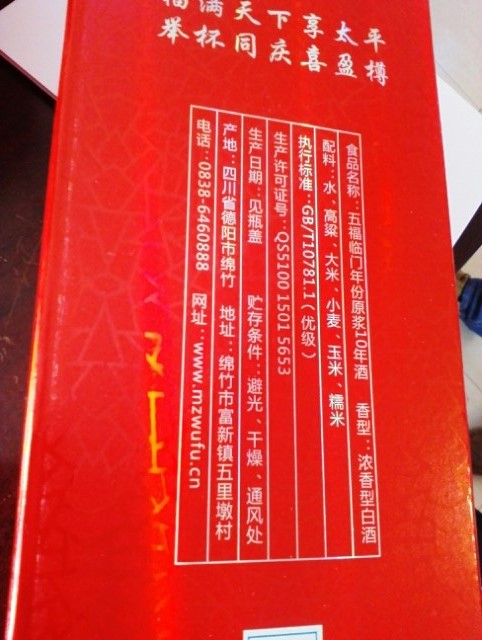 福满天下享太平
举杯同庆喜盈樽
食品名称：五福临门年份原浆10年酒 香型：浓香型白酒
配料：水、高粱、大米、小麦、玉米、糯米
执行标准：GB/T10781.1（优级）
生产许可证号：QS5100 1501 5653
生产日期：见瓶盖 贮存条件：避光、干燥、通风处
产地：四川省德阳市绵竹 地址：绵竹市富新镇五里墩村
电话：0838-6460888 网址：www.mzwufu.cn